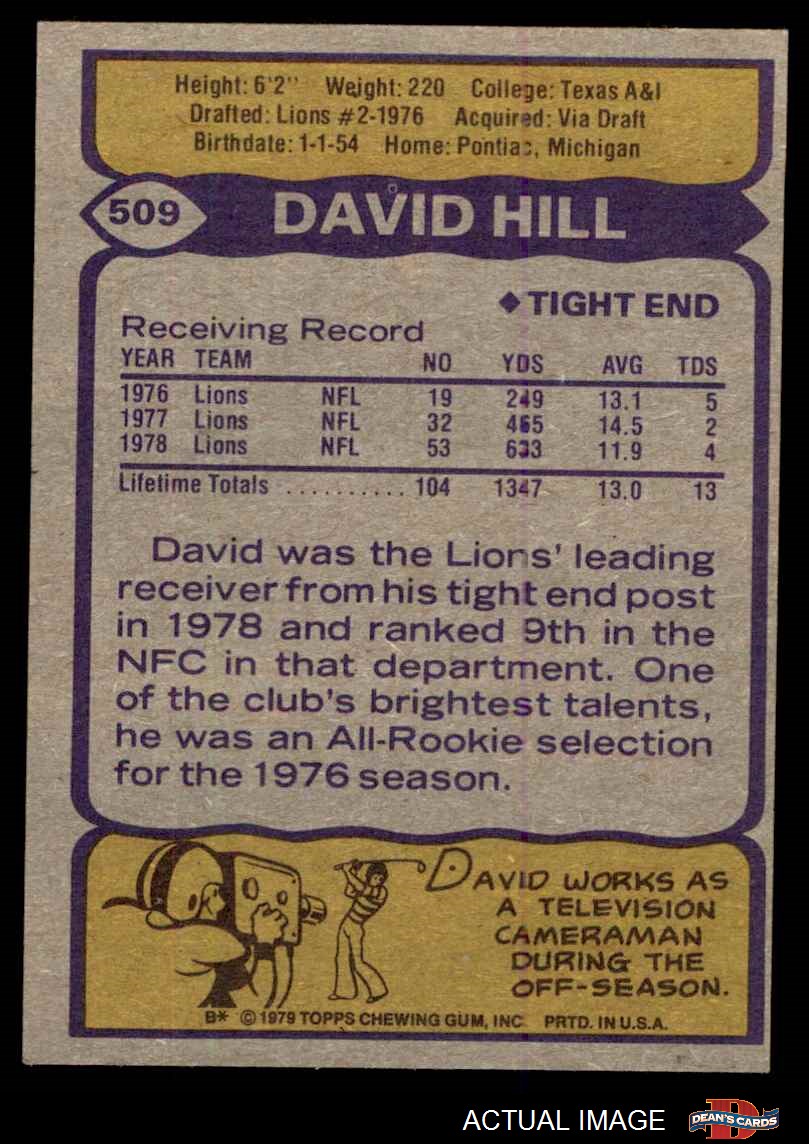 Height: 6'2" Weight: 220 College: Texas A&I
Drafted: Lions #2-1976 Acquired: Via Draft
Birthdate: 1-1-54 Home: Pontiac, Michigan
509 DAVID HILL
◆TIGHT END
Receiving Record
YEAR TEAM NO YDS AVG TDS
1976 Lions NFL 19 249 13.1 5
1977 Lions NFL 32 465 14.5 2
1978 Lions NFL 53 633 11.9 4
Lifetime Totals .......... 104 1347 13.0 13
David was the Lions' leading
receiver from his tight end post
in 1978 and ranked 9th in the
NFC in that department. One
of the club's brightest talents,
he was an All-Rookie selection
for the 1976 season.
DAVID WORKS AS
A TELEVISION
CAMERAMAN
DURING THE
OFF-SEASON.
B* © 1979 TOPPS CHEWING GUM, INC PRTD. IN U.S.A.
ACTUAL IMAGE
D
DEAN'S CARDS